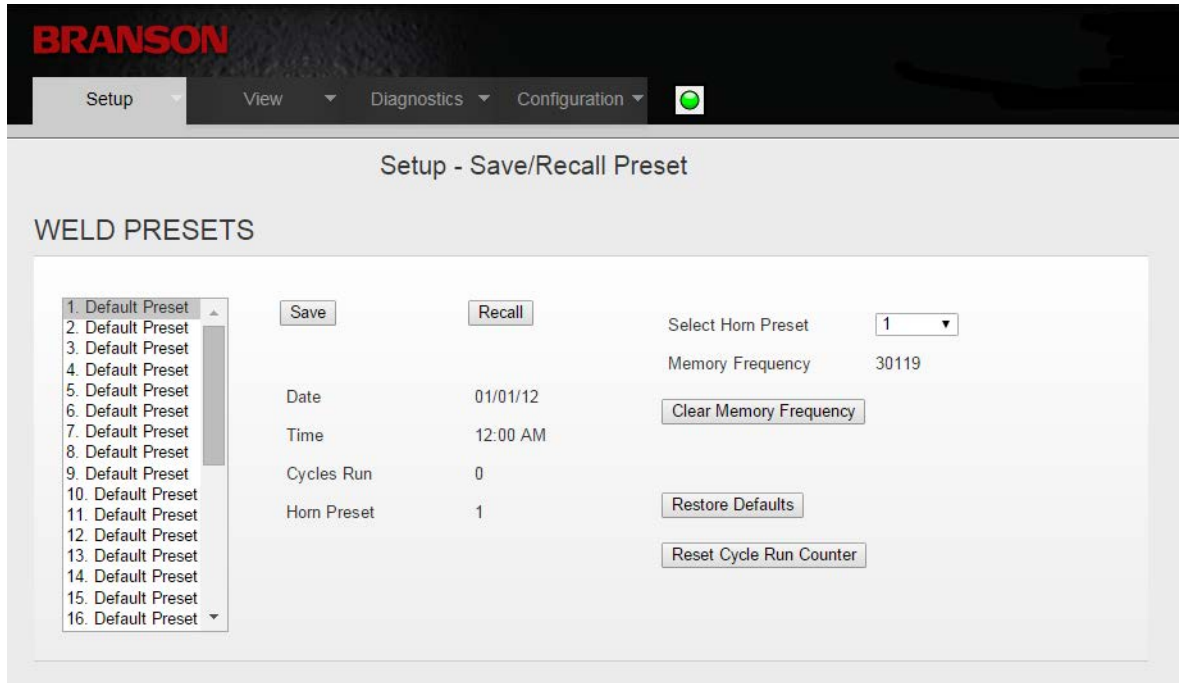 BRANSON
Setup View Diagnostics Configuration
Setup - Save/Recall Preset
WELD PRESETS
1. Default Preset
2. Default Preset
3. Default Preset
4. Default Preset
5. Default Preset
6. Default Preset
7. Default Preset
8. Default Preset
9. Default Preset
10. Default Preset
11. Default Preset
12. Default Preset
13. Default Preset
14. Default Preset
15. Default Preset
16. Default Preset
Save Recall
Date 01/01/12
Time 12:00 AM
Cycles Run 0
Horn Preset 1
Select Horn Preset 1
Memory Frequency 30119
Clear Memory Frequency
Restore Defaults
Reset Cycle Run Counter